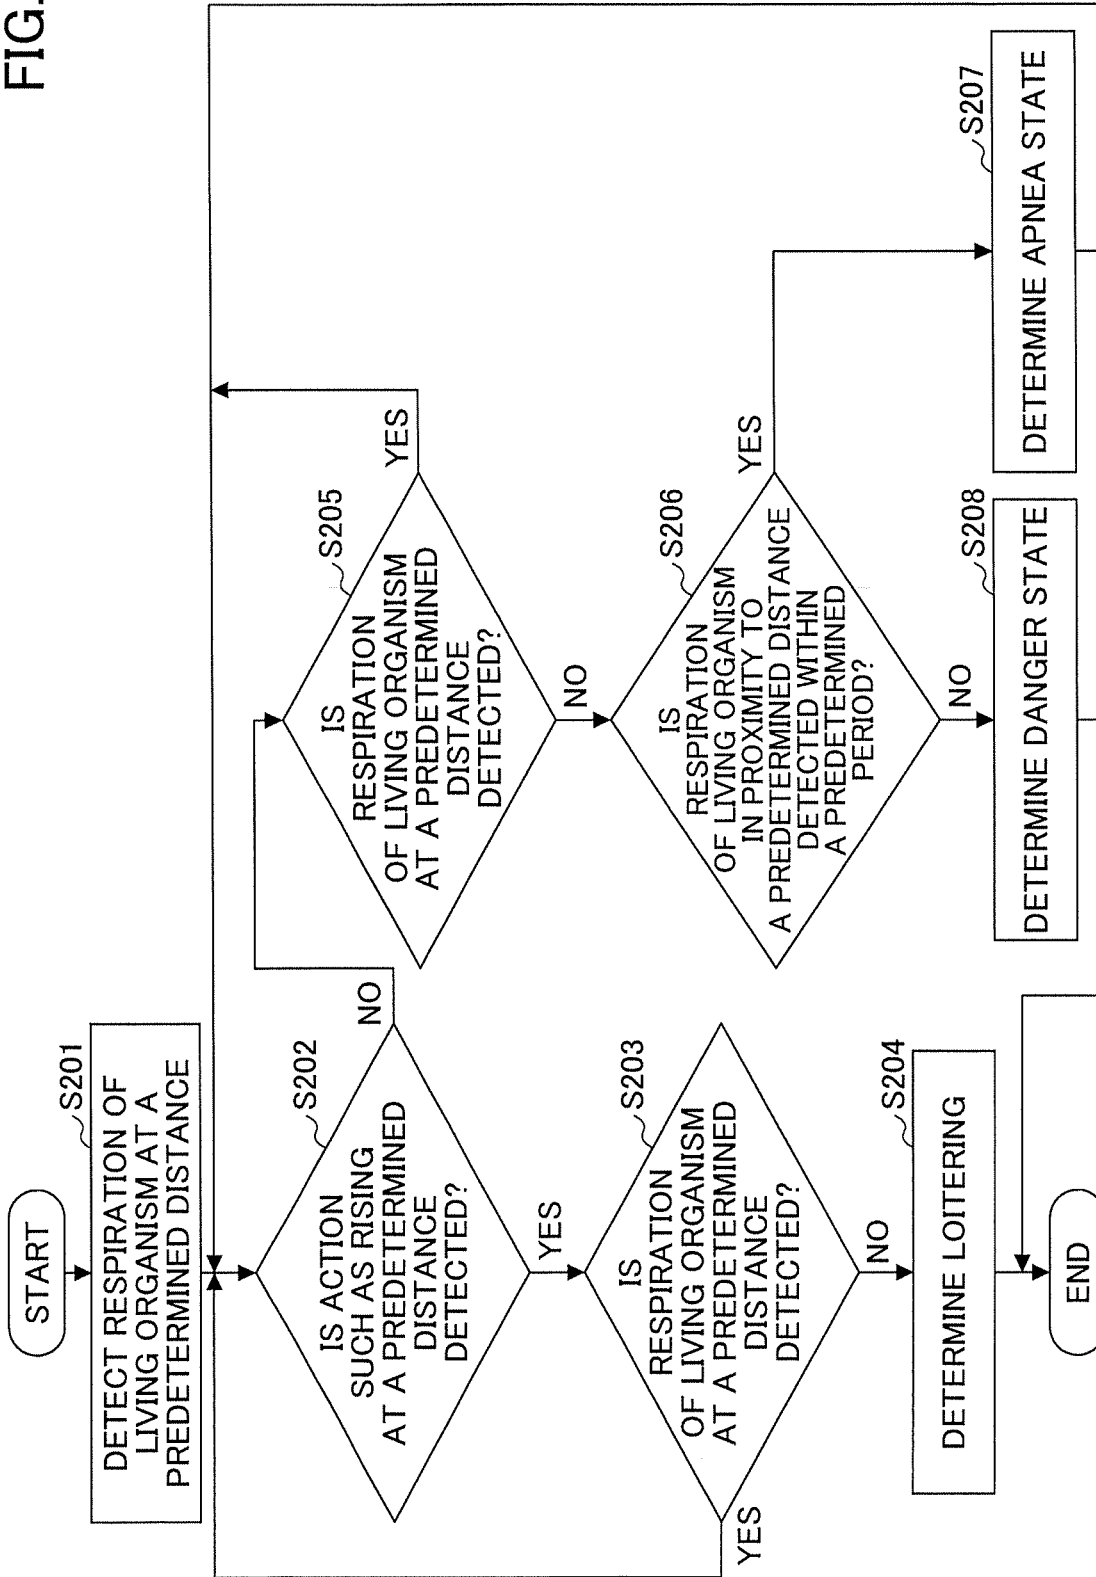 FIG.
START
S201
DETECT RESPIRATION OF
LIVING ORGANISM AT A
PREDETERMINED DISTANCE
S202
IS ACTION
SUCH AS RISING
AT A PREDETERMINED
DISTANCE
DETECTED?
NO
YES
S203
IS
RESPIRATION
OF LIVING ORGANISM
AT A PREDETERMINED
DISTANCE
DETECTED?
YES
NO
S204
DETERMINE LOITERING
END
S205
IS
RESPIRATION
OF LIVING ORGANISM
AT A PREDETERMINED
DISTANCE
DETECTED?
YES
NO
S206
IS
RESPIRATION
OF LIVING ORGANISM
IN PROXIMITY TO
A PREDETERMINED DISTANCE
DETECTED WITHIN
A PREDETERMINED
PERIOD?
YES
NO
S208
DETERMINE DANGER STATE
S207
DETERMINE APNEA STATE